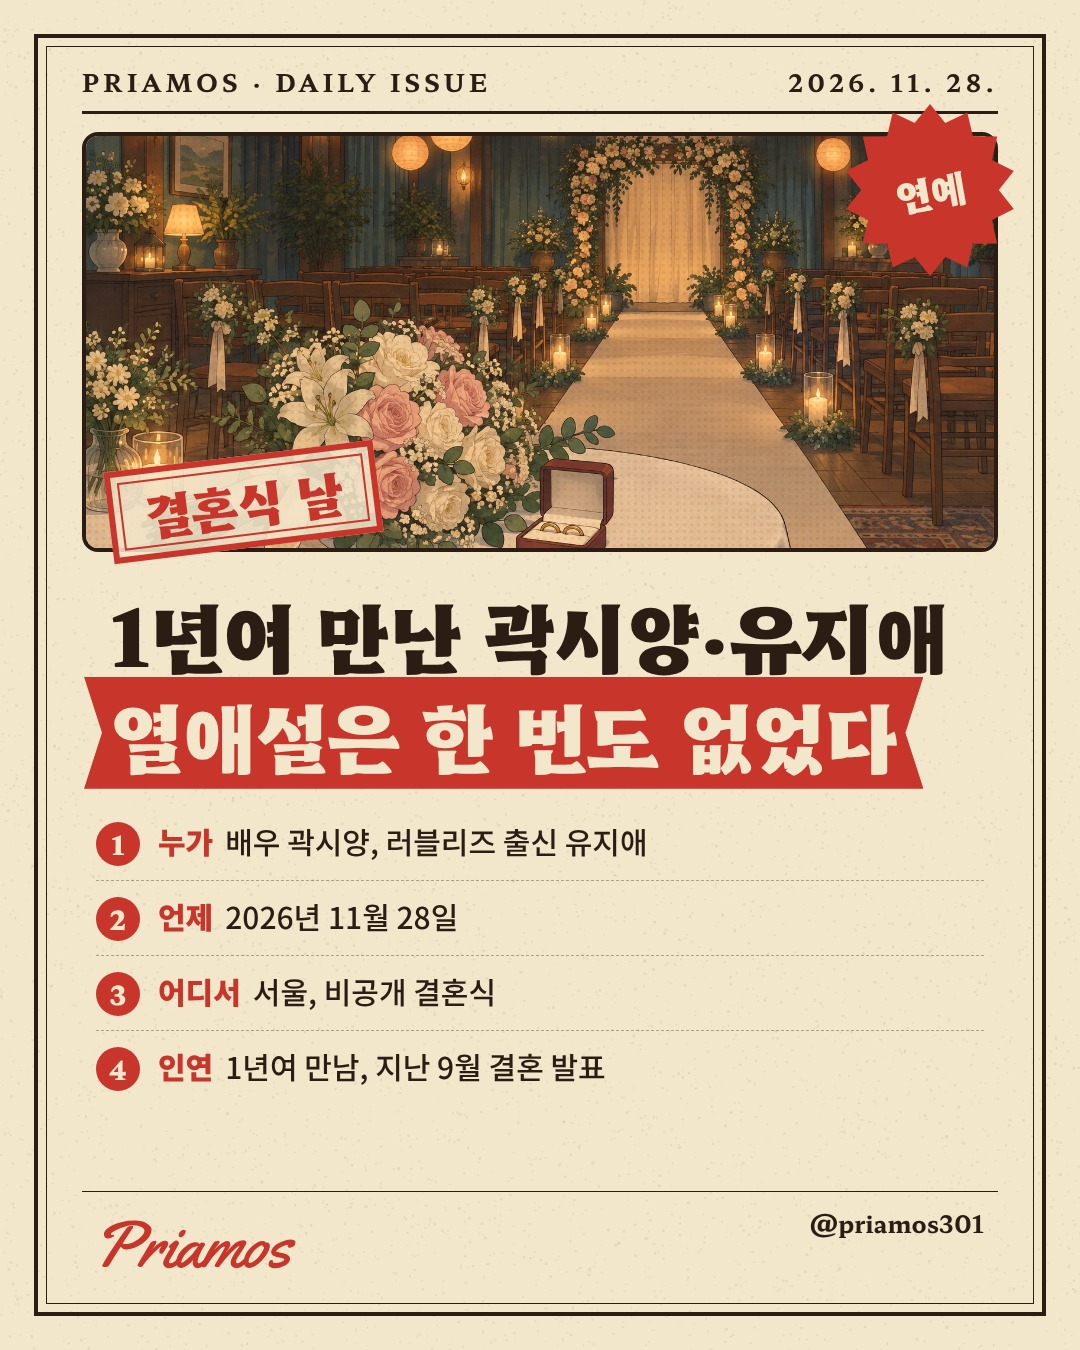 PRIAMOS · DAILY ISSUE
2026. 11. 28.
연예
결혼식 날
1년여 만난 곽시양·유지애
열애설은 한 번도 없었다
1 누가 배우 곽시양, 러블리즈 출신 유지애
2 언제 2026년 11월 28일
3 어디서 서울, 비공개 결혼식
4 인연 1년여 만남, 지난 9월 결혼 발표
Priamos
@priamos301